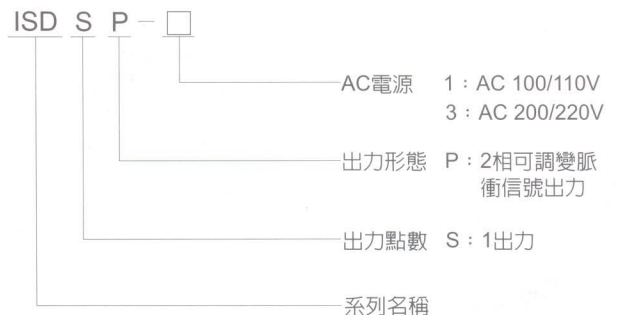 ISD S P - □
AC電源 1：AC 100/110V
3：AC 200/220V
出力形態 P：2相可調變脈
衝信號出力
出力點數 S：1出力
系列名稱